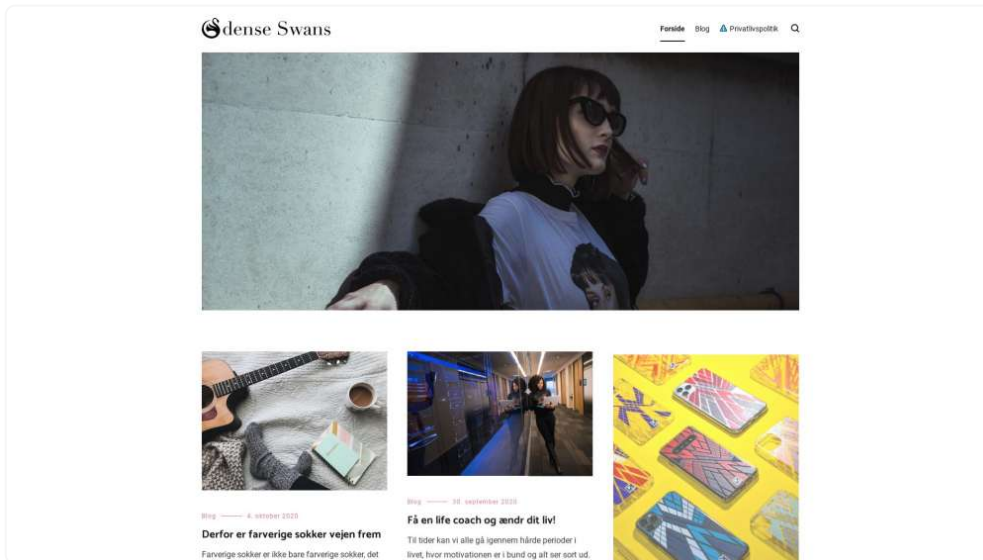 Odense Swans
Forside Blog Privatlivspolitik
Blog 4. oktober 2020
Derfor er farverige sokker vejen frem
Farverige sokker er ikke bare farverige sokker, det
Blog 30. september 2020
Få en life coach og ændr dit liv!
Til tider kan vi alle gå igennem hårde perioder i
livet, hvor motivationen er i bund og alt ser sort ud.